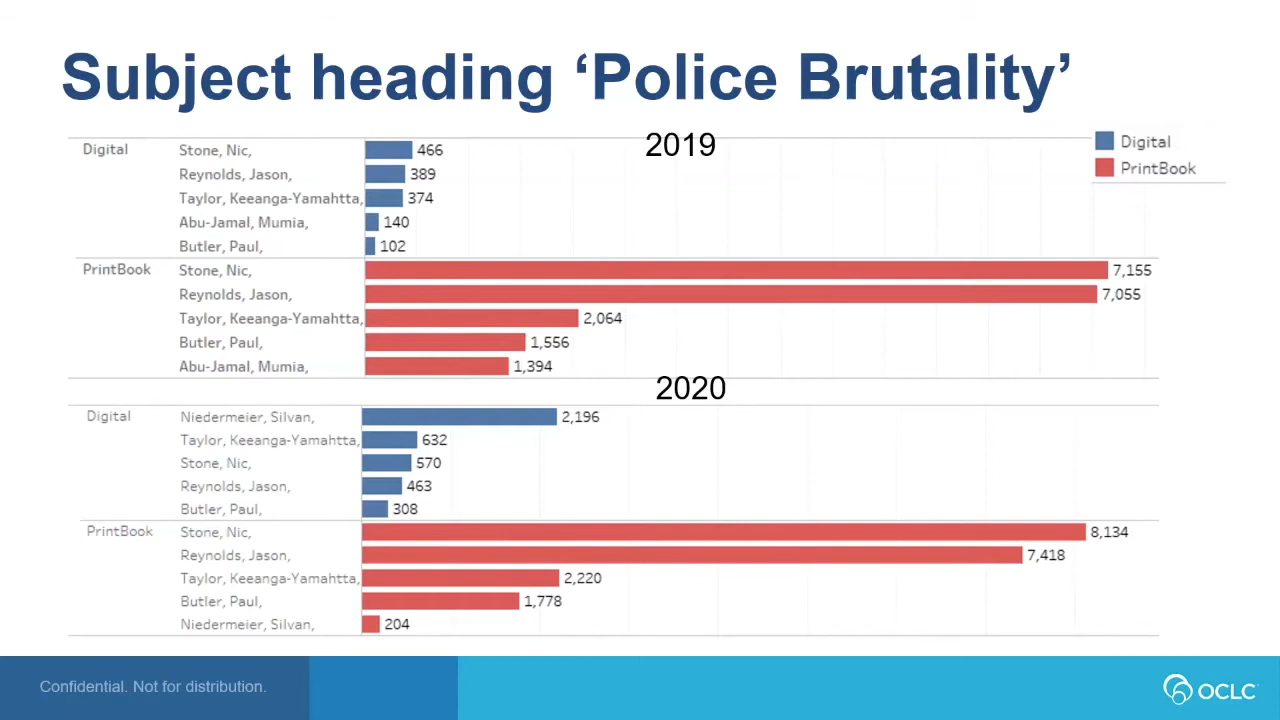 Subject heading ‘Police Brutality’
2019
Digital
PrintBook
Digital Stone, Nic, 466
Reynolds, Jason, 389
Taylor, Keeanga-Yamahtta, 374
Abu-Jamal, Mumia, 140
Butler, Paul, 102
PrintBook Stone, Nic, 7,155
Reynolds, Jason, 7,055
Taylor, Keeanga-Yamahtta, 2,064
Butler, Paul, 1,556
Abu-Jamal, Mumia, 1,394
2020
Digital Niedermeier, Silvan, 2,196
Taylor, Keeanga-Yamahtta, 632
Stone, Nic, 570
Reynolds, Jason, 463
Butler, Paul, 308
PrintBook Stone, Nic, 8,134
Reynolds, Jason, 7,418
Taylor, Keeanga-Yamahtta, 2,220
Butler, Paul, 1,778
Niedermeier, Silvan, 204
Confidential. Not for distribution.
OCLC